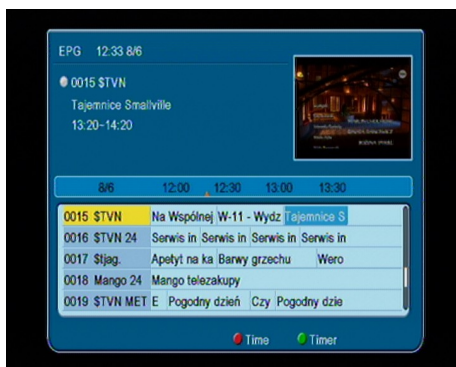 EPG 12:33 8/6
0015 $TVN
Tajemnice Smallville
13:20-14:20
8/6 12:00 12:30 13:00 13:30
0015 $TVN Na Wspólnej W-11 - Wydz Tajemnice S
0016 $TVN 24 Serwis in Serwis in Serwis in Serwis in
0017 $tjag. Apetyt na ka Barwy grzechu Wero
0018 Mango 24 Mango telezakupy
0019 $TVN MET E Pogodny dzień Czy Pogodny dzie
Time Timer